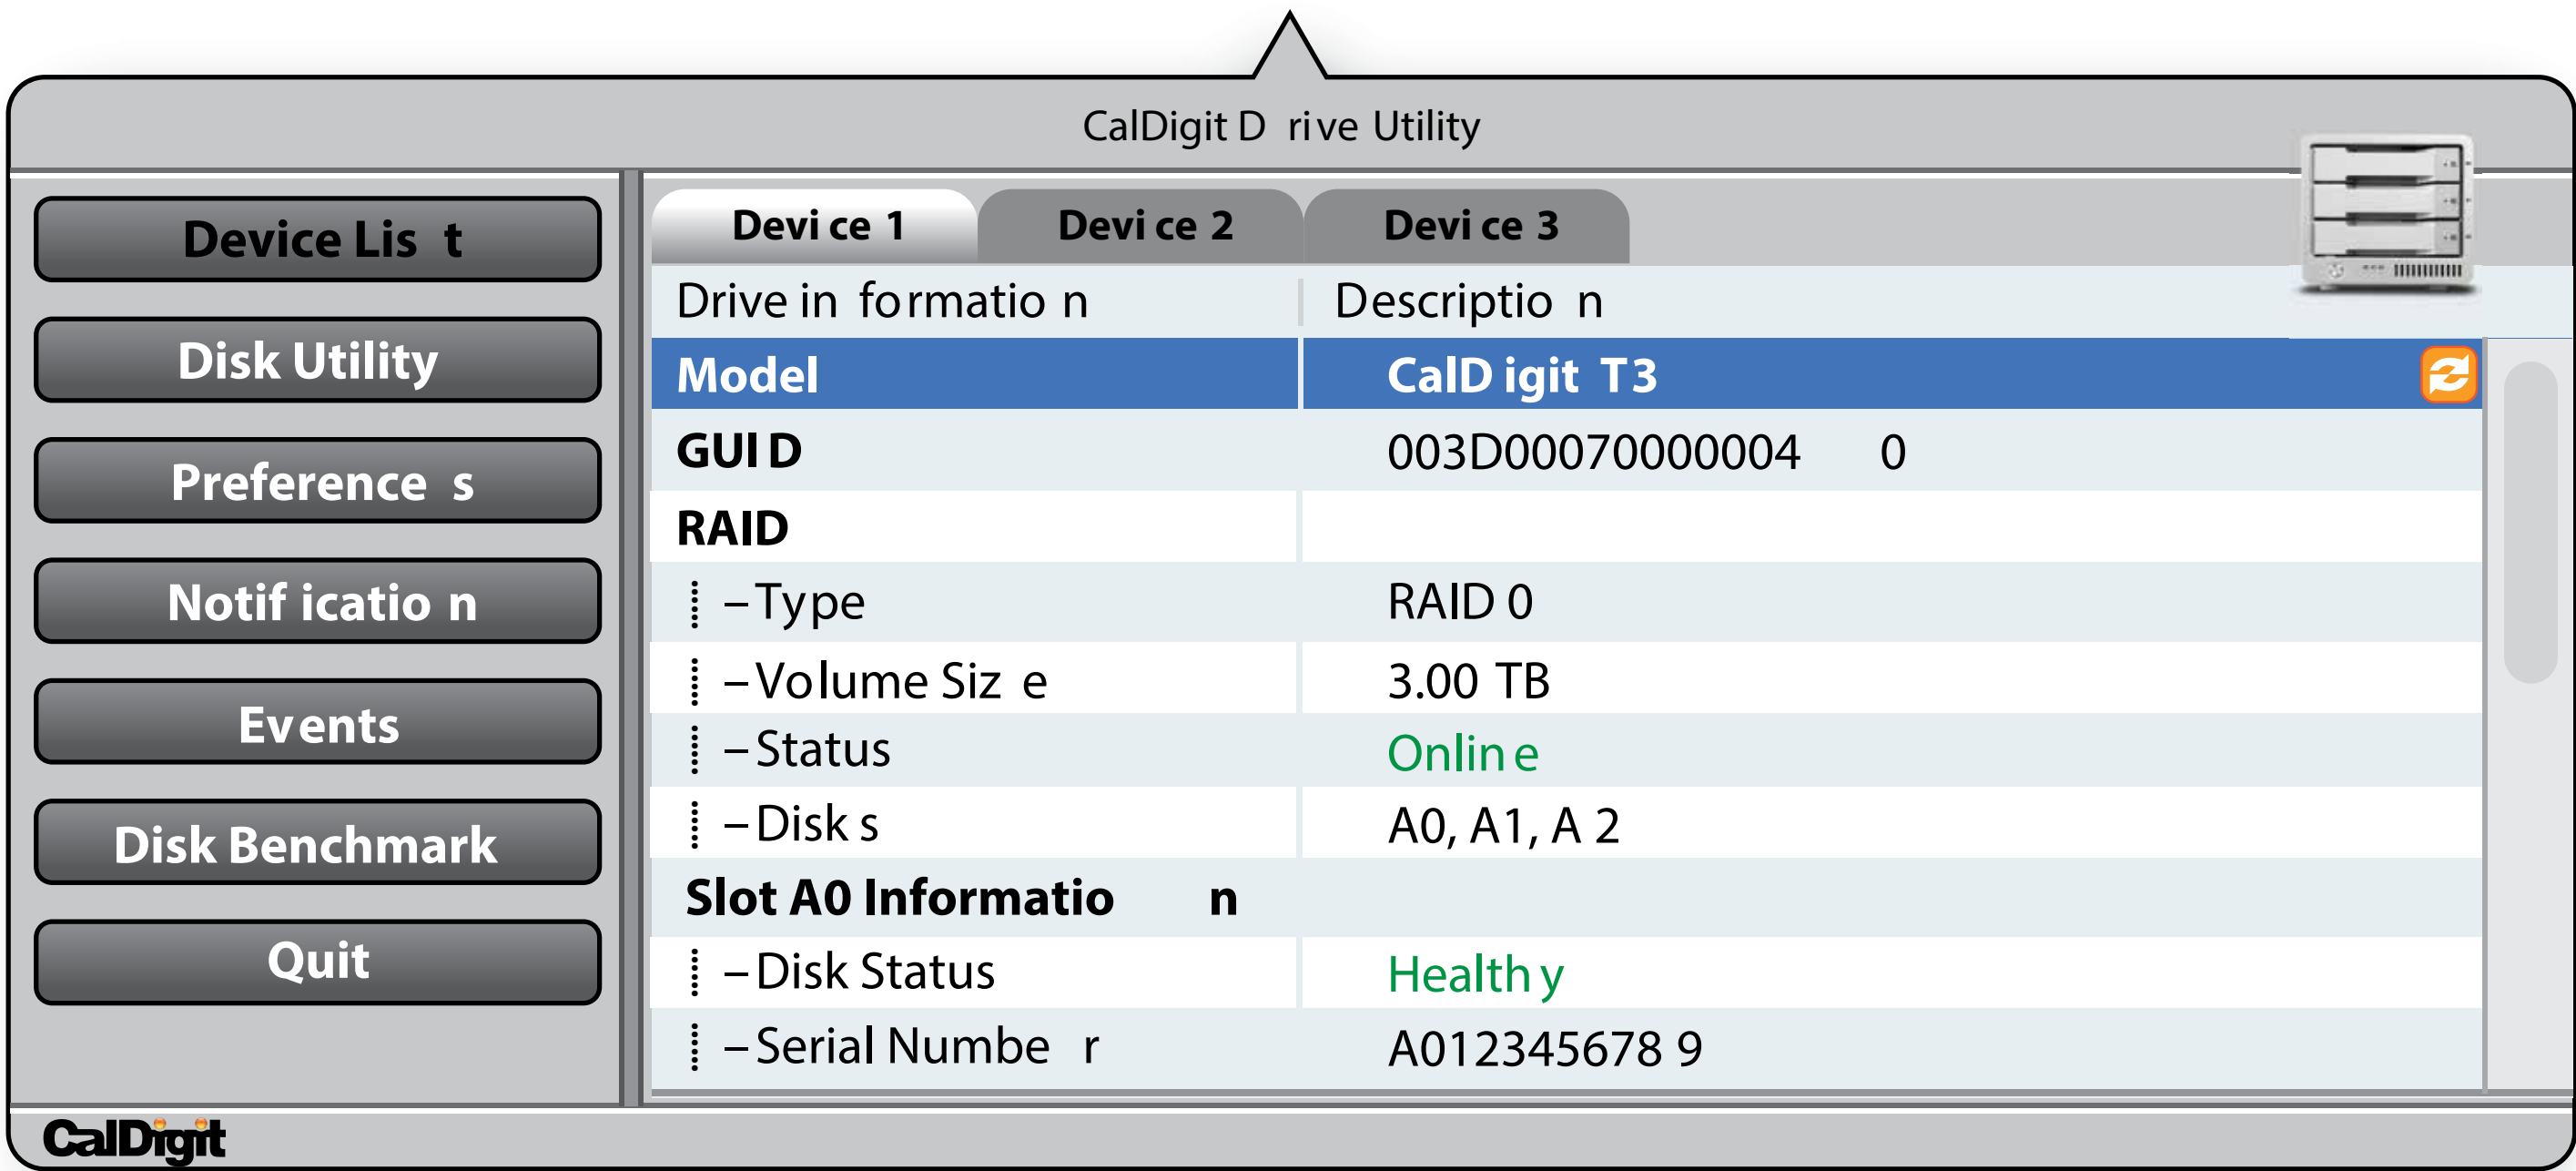 CalDigit Drive Utility
Device List
Disk Utility
Preferences
Notification
Events
Disk Benchmark
Quit
Device 1 Device 2 Device 3
Drive information Description
Model CalDigit T3
GUID 003D000700000040
RAID
–Type RAID 0
–Volume Size 3.00 TB
–Status Online
–Disks A0, A1, A2
Slot A0 Information
–Disk Status Healthy
–Serial Number A0123456789
CalDigit